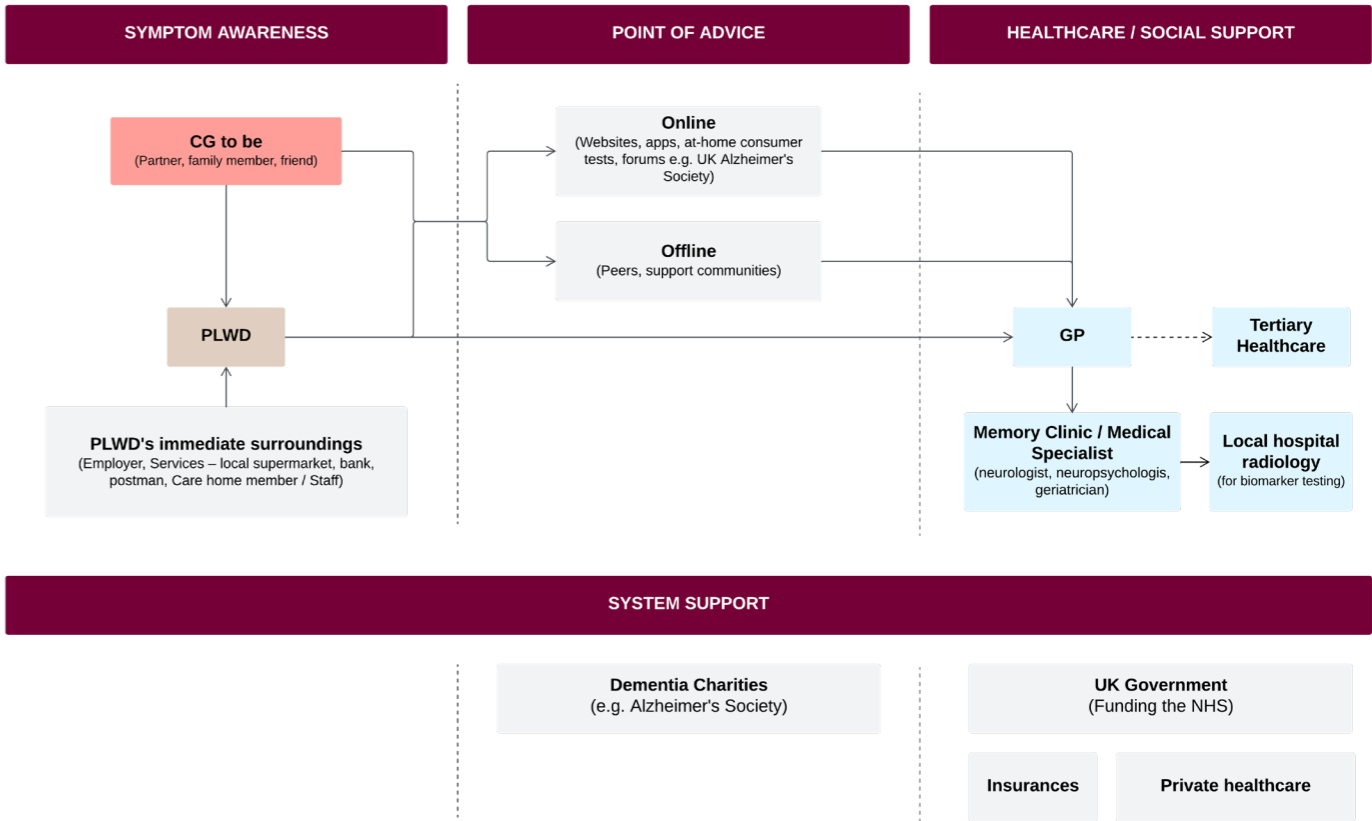 SYMPTOM AWARENESS
POINT OF ADVICE
HEALTHCARE / SOCIAL SUPPORT
CG to be
(Partner, family member, friend)
Online
(Websites, apps, at-home consumer
tests, forums e.g. UK Alzheimer's
Society)
Offline
(Peers, support communities)
PLWD
GP
Tertiary
Healthcare
PLWD's immediate surroundings
(Employer, Services – local supermarket, bank,
postman, Care home member / Staff)
Memory Clinic / Medical
Specialist
(neurologist, neuropsychologis,
geriatrician)
Local hospital
radiology
(for biomarker testing)
SYSTEM SUPPORT
Dementia Charities
(e.g. Alzheimer's Society)
UK Government
(Funding the NHS)
Insurances
Private healthcare